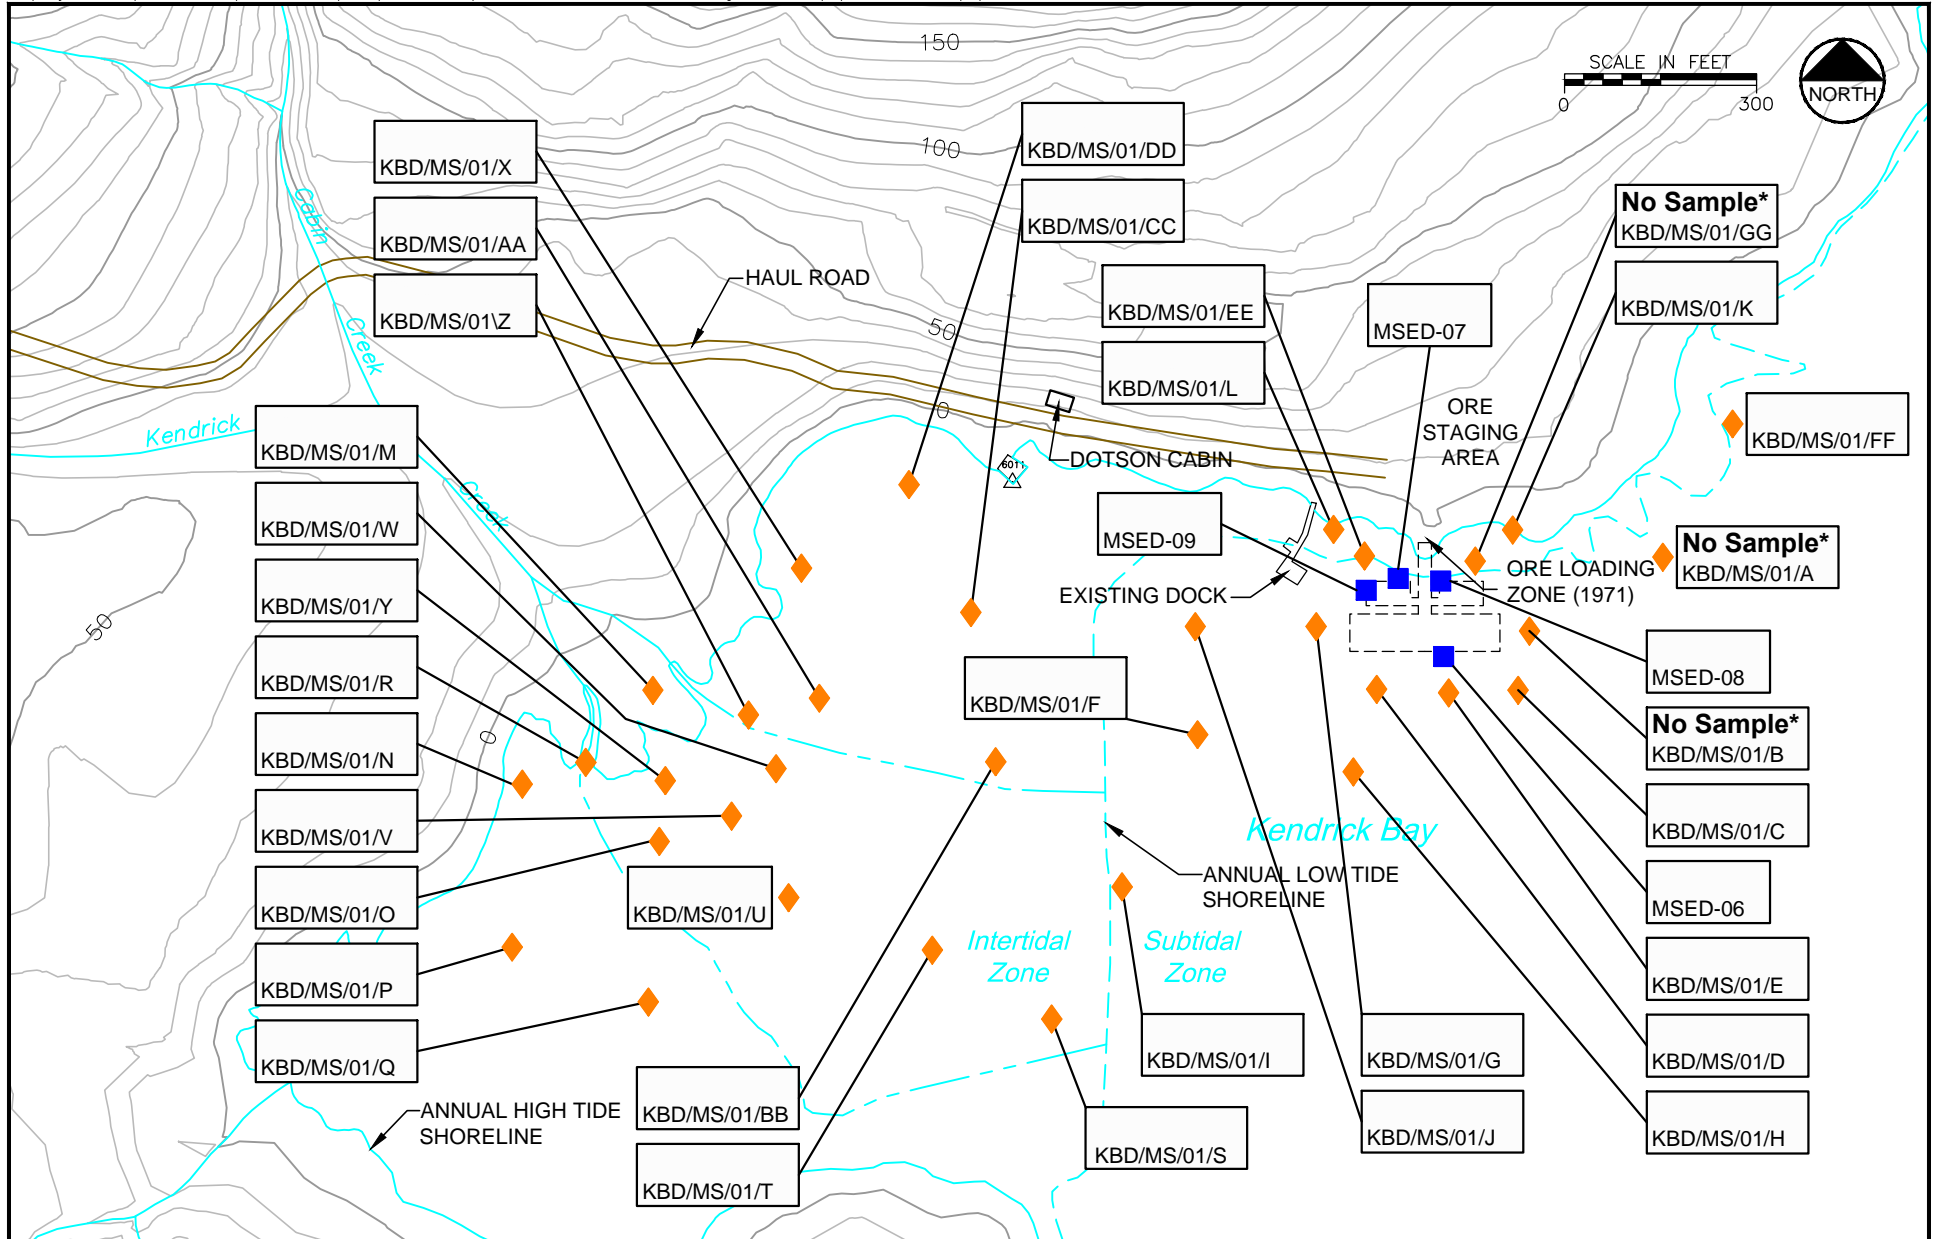 150
SCALE IN FEET
0
300
NORTH
100
KBD/MS/01/X
KBD/MS/01/AA
KBD/MS/01\Z
KBD/MS/01/DD
KBD/MS/01/CC
No Sample*
KBD/MS/01/GG
KBD/MS/01/K
KBD/MS/01/EE
KBD/MS/01/L
MSED-07
Cabin
Creek
HAUL ROAD
50
0
ORE
STAGING
AREA
KBD/MS/01/FF
Kendrick
Creek
DOTSON CABIN
6011
KBD/MS/01/M
KBD/MS/01/W
KBD/MS/01/Y
KBD/MS/01/R
KBD/MS/01/N
KBD/MS/01/V
KBD/MS/01/O
KBD/MS/01/P
KBD/MS/01/Q
50
0
MSED-09
EXISTING DOCK
ORE LOADING
ZONE (1971)
No Sample*
KBD/MS/01/A
KBD/MS/01/F
MSED-08
No Sample*
KBD/MS/01/B
KBD/MS/01/C
MSED-06
KBD/MS/01/E
KBD/MS/01/D
KBD/MS/01/H
Kendrick Bay
ANNUAL LOW TIDE
SHORELINE
KBD/MS/01/U
Intertidal
Zone
Subtidal
Zone
KBD/MS/01/I
KBD/MS/01/G
KBD/MS/01/J
KBD/MS/01/S
KBD/MS/01/BB
KBD/MS/01/T
ANNUAL HIGH TIDE
SHORELINE